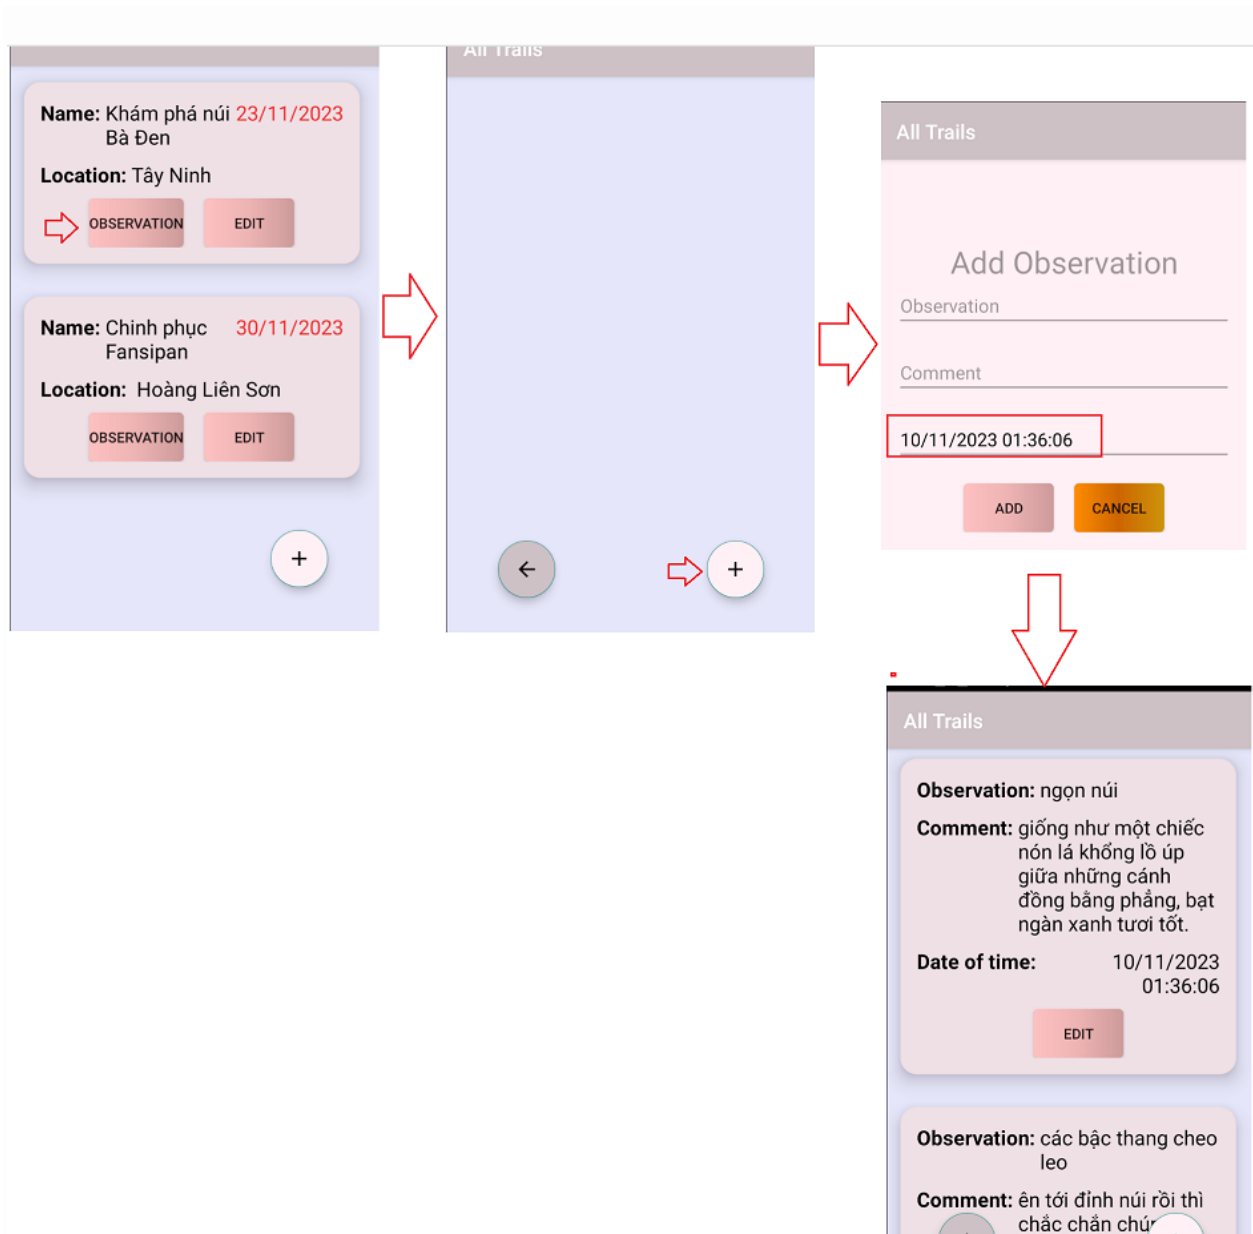 Name: Khám phá núi 23/11/2023
Bà Đen
Location: Tây Ninh
OBSERVATION EDIT
Name: Chinh phục 30/11/2023
Fansipan
Location: Hoàng Liên Sơn
OBSERVATION EDIT
+
All Trails
+
All Trails
Add Observation
Observation
Comment
10/11/2023 01:36:06
ADD CANCEL
All Trails
Observation: ngọn núi
Comment: giống như một chiếc
nón lá khổng lồ úp
giữa những cánh
đồng bằng phẳng, bạt
ngàn xanh tươi tốt.
Date of time: 10/11/2023
01:36:06
EDIT
Observation: các bậc thang cheo
leo
Comment: ên tới đỉnh núi rồi thì
chắc chắn